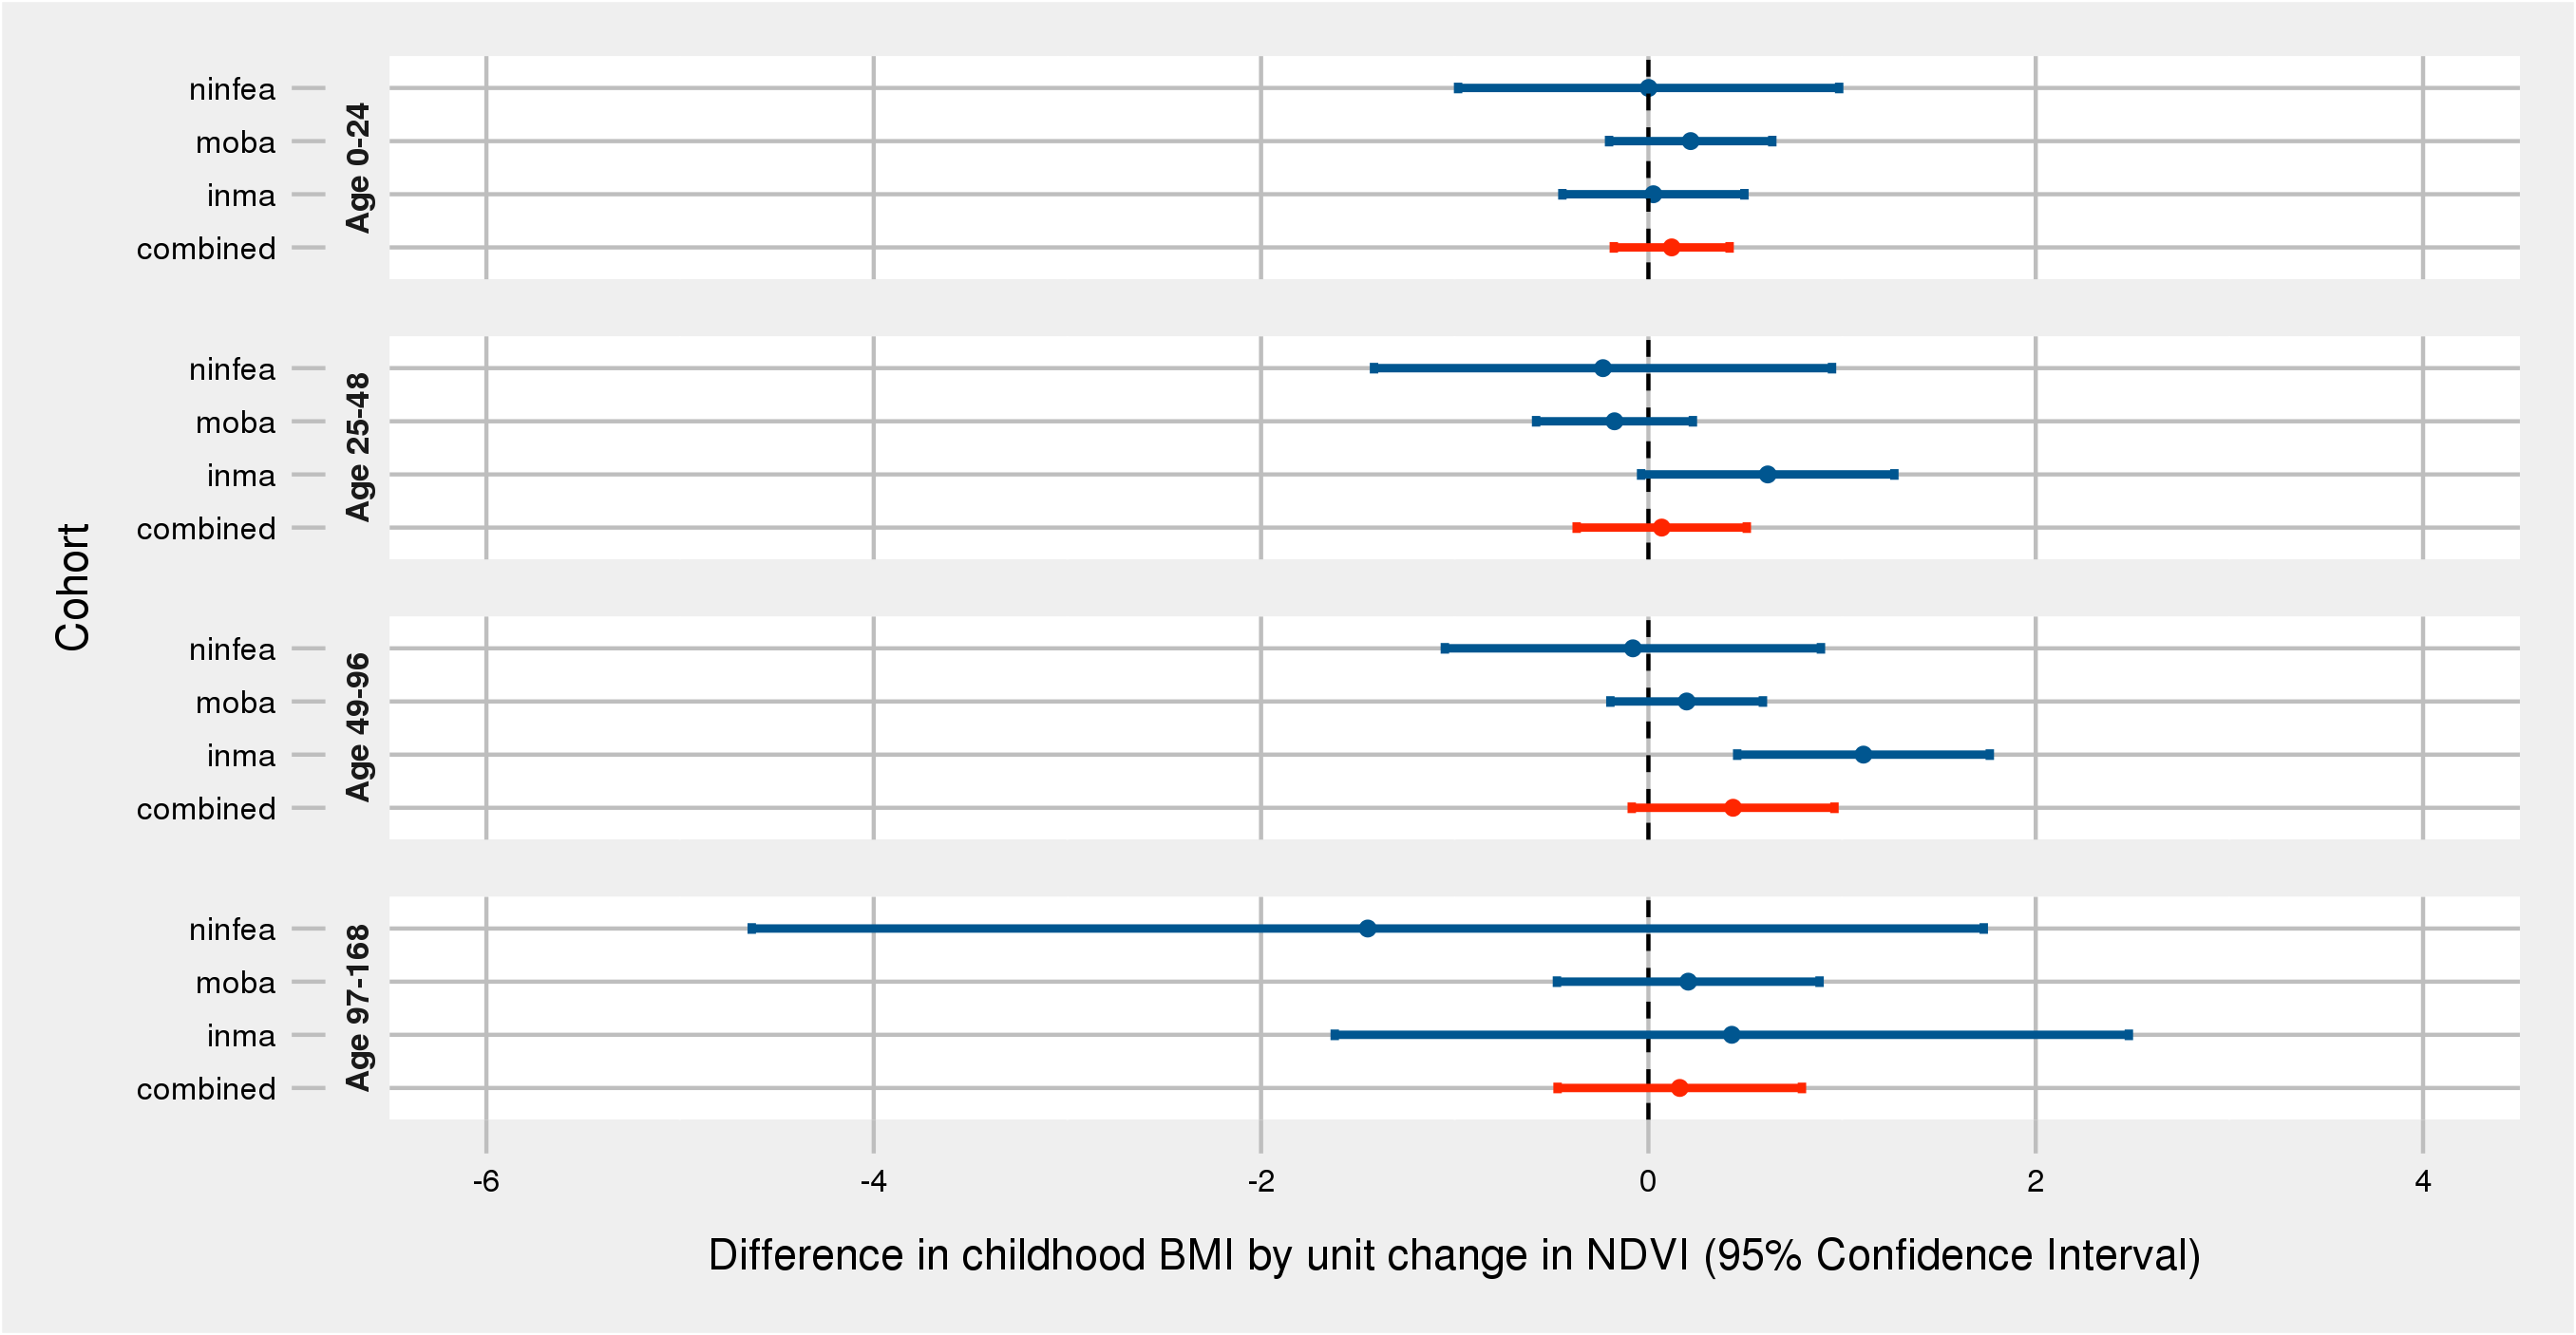 Cohort
Age 0-24
ninfea
moba
inma
combined
Age 25-48
ninfea
moba
inma
combined
Age 49-96
ninfea
moba
inma
combined
Age 97-168
ninfea
moba
inma
combined
-6 -4 -2 0 2 4
Difference in childhood BMI by unit change in NDVI (95% Confidence Interval)